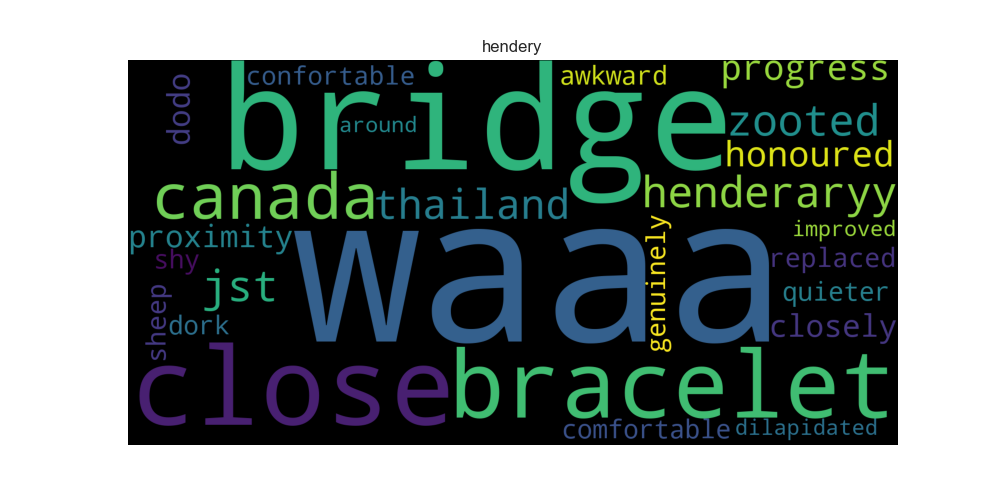 hendery
dodo
confortable
bridge
awkward
progress
around
zooted
honoured
canada
thailand
henderaryy
proximity
waaa
genuinely
improved
shy
replaced
jst
quieter
sheep
dork
closely
close
bracelet
comfortable
dilapidated